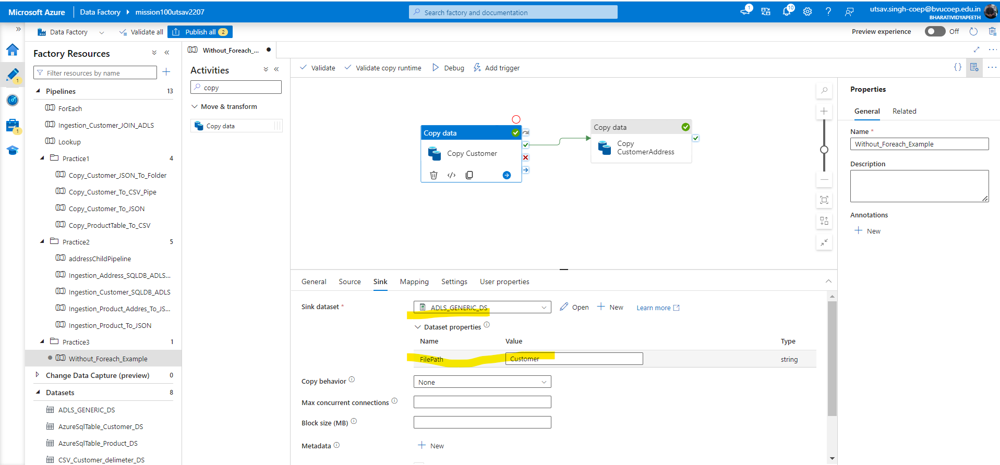 Microsoft Azure
Data Factory
mission100utsav2207
Search factory and documentation
1
10
utsav.singh-coep@bvucoep.edu.in
BHARATIVIDYAPEETH
Data Factory
Validate all
Publish all 2
Preview experience
Off
1
1
Factory Resources
Filter resources by name
Pipelines 13
ForEach
Ingestion_Customer_JOIN_ADLS
Lookup
Practice1 4
Copy_Customer_JSON_To_Folder
Copy_Customer_To_CSV_Pipe
Copy_Customer_To_JSON
Copy_ProductTable_To_CSV
Practice2 5
addressChildPipeline
Ingestion_Address_SQLDB_ADLS...
Ingestion_Customer_SQLDB_ADLS
Ingestion_Product_Addres_To_JS...
Ingestion_Product_To_JSON
Practice3 1
Without_Foreach_Example
Change Data Capture (preview) 0
Datasets 8
ADLS_GENERIC_DS
AzureSqlTable_Customer_DS
AzureSqlTable_Product_DS
CSV_Customer_delimeter_DS
Without_Foreach_...
Activities
copy
Move & transform
Copy data
Validate
Validate copy runtime
Debug
Add trigger
Copy data
Copy Customer
Copy data
Copy
CustomerAddress
General
Source
Sink
Mapping
Settings
User properties
Sink dataset *
ADLS_GENERIC_DS
Open
New
Learn more
Dataset properties
Name Value Type
FilePath Customer string
Copy behavior
None
Max concurrent connections
Block size (MB)
Metadata
New
Properties
General
Related
Name *
Without_Foreach_Example
Description
Annotations
New